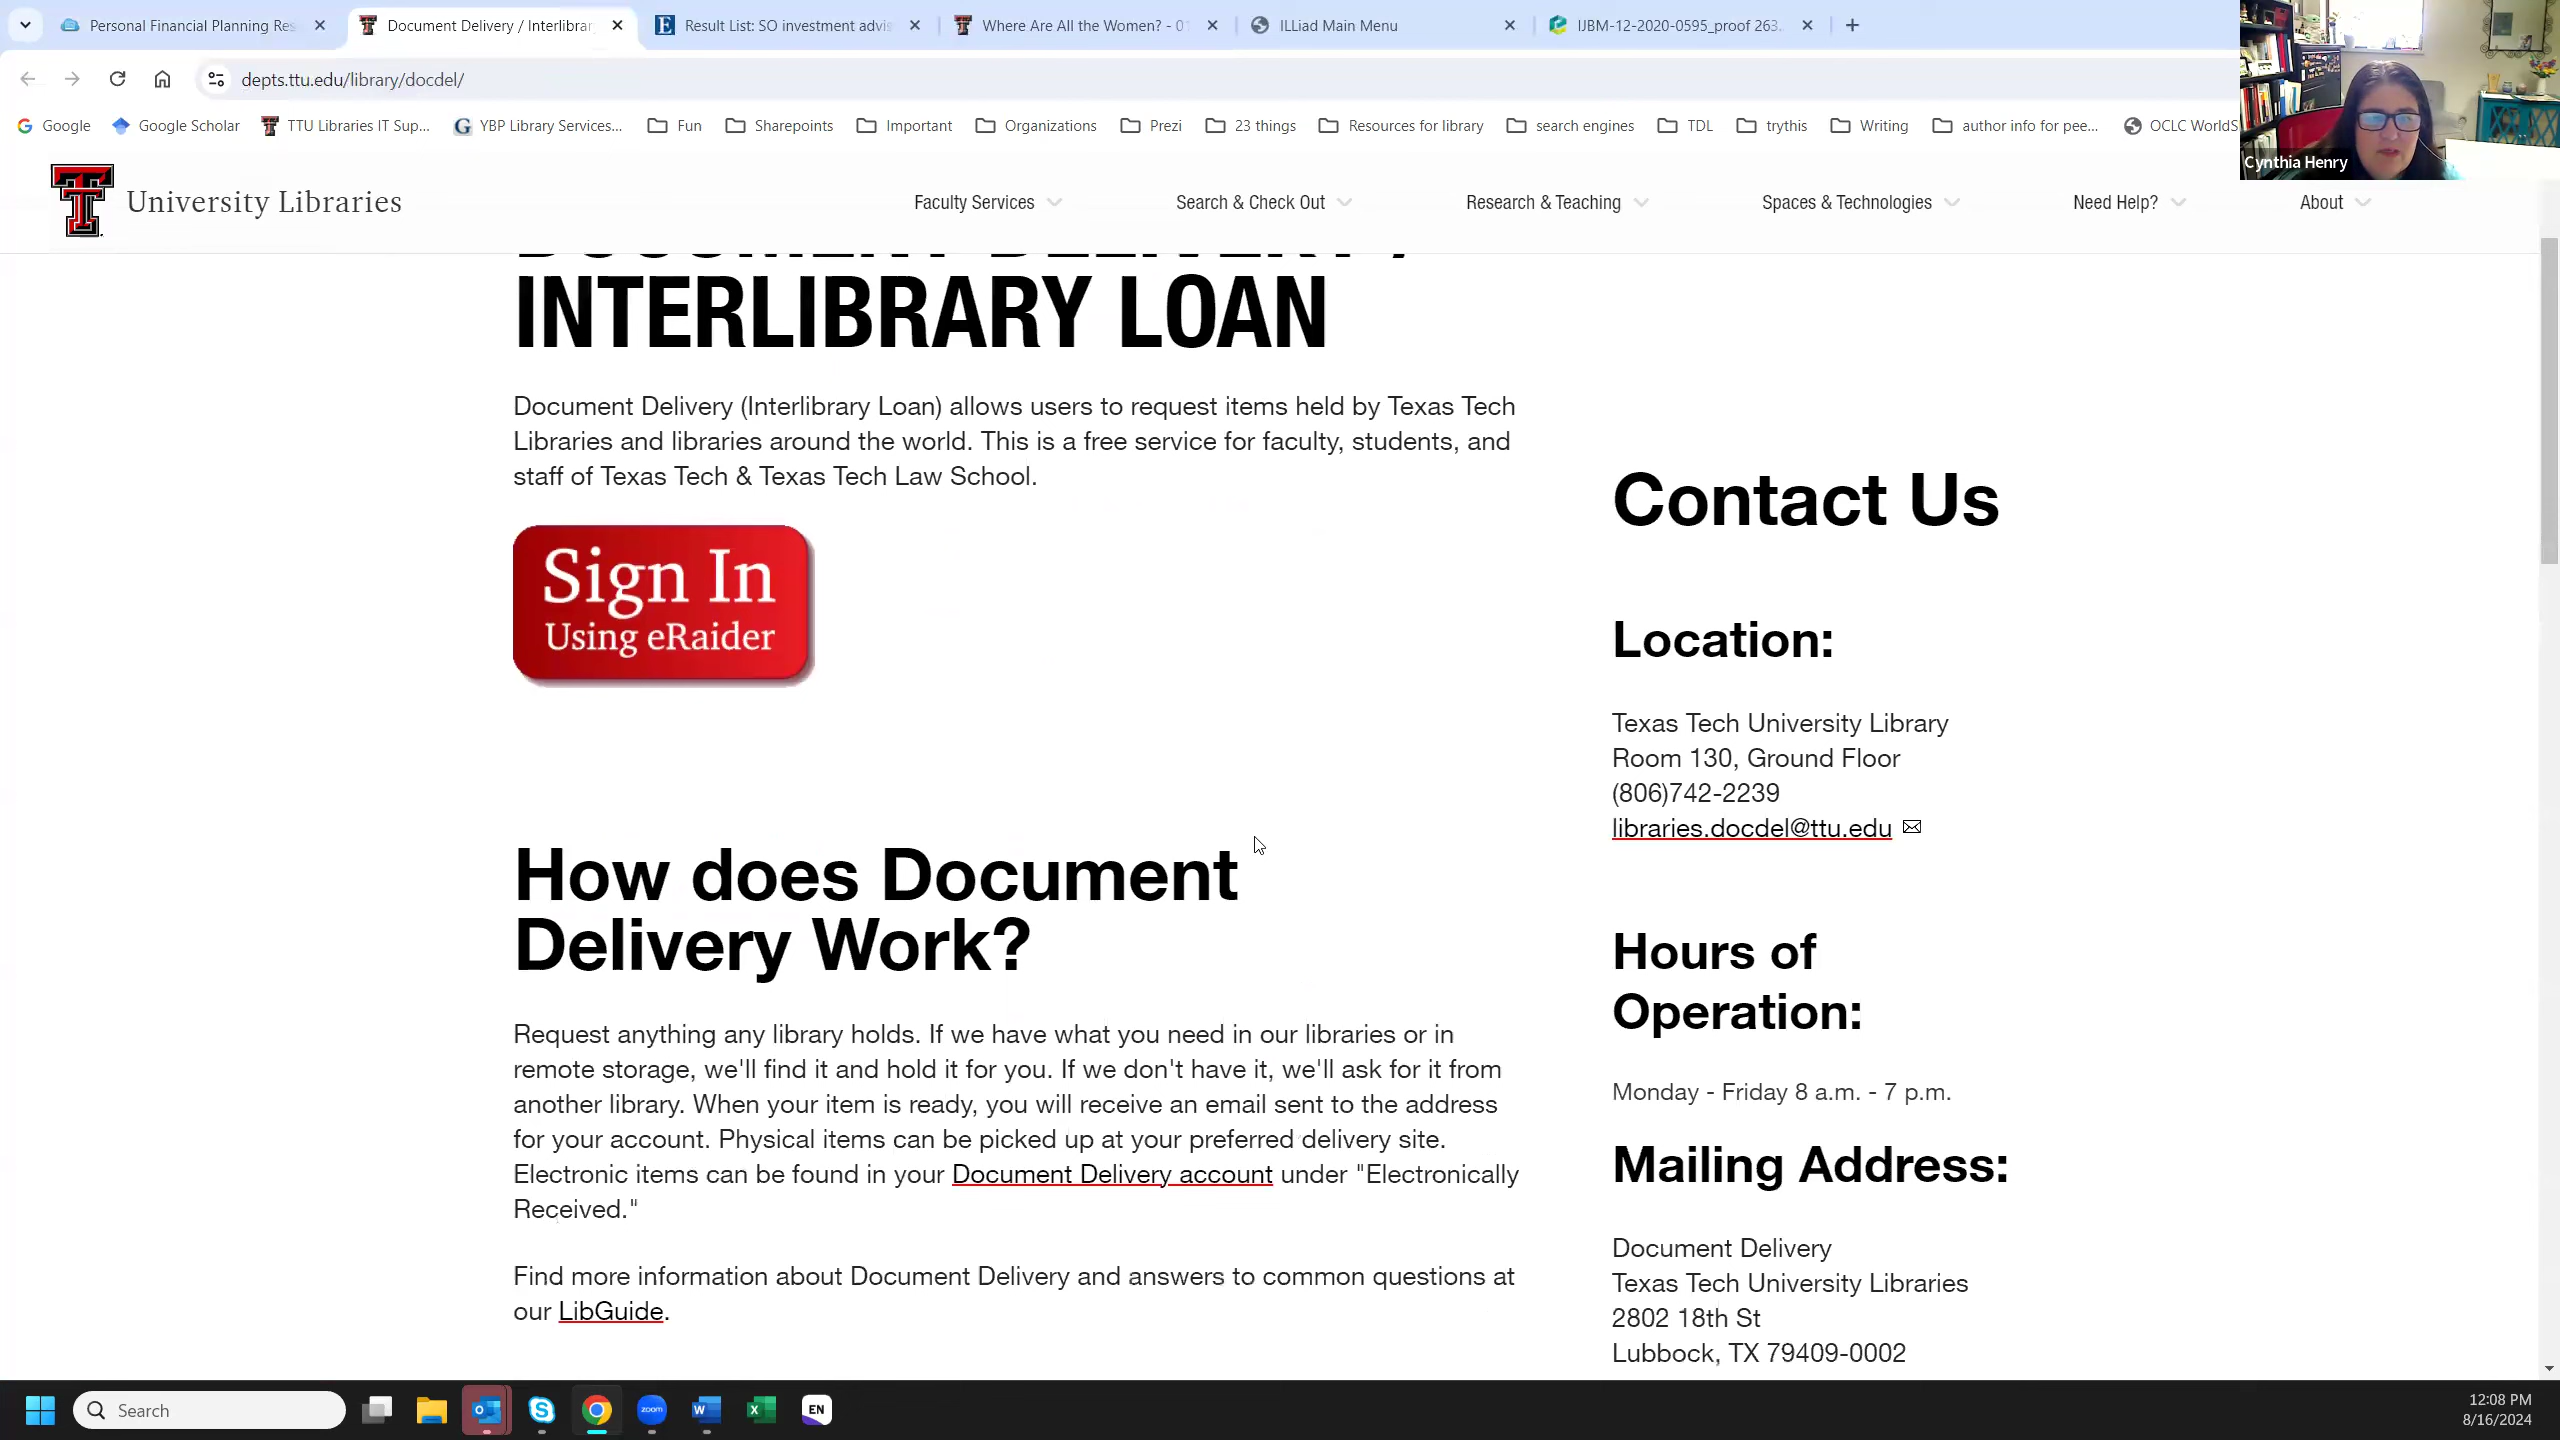 Personal Financial Planning Res
Document Delivery / Interlibrar
Result List: SO investment advis
Where Are All the Women? - 01
ILLiad Main Menu
IJBM-12-2020-0595_proof 263..
depts.ttu.edu/library/docdel/
Google
Google Scholar
TTU Libraries IT Sup...
YBP Library Services...
Fun
Sharepoints
Important
Organizations
Prezi
23 things
Resources for library
search engines
TDL
trythis
Writing
author info for pee...
OCLC WorldS
Cynthia Henry
University Libraries
Faculty Services
Search & Check Out
Research & Teaching
Spaces & Technologies
Need Help?
About
DOCUMENT DELIVERY /
INTERLIBRARY LOAN
Document Delivery (Interlibrary Loan) allows users to request items held by Texas Tech
Libraries and libraries around the world. This is a free service for faculty, students, and
staff of Texas Tech & Texas Tech Law School.
Sign In
Using eRaider
How does Document
Delivery Work?
Request anything any library holds. If we have what you need in our libraries or in
remote storage, we'll find it and hold it for you. If we don't have it, we'll ask for it from
another library. When your item is ready, you will receive an email sent to the address
for your account. Physical items can be picked up at your preferred delivery site.
Electronic items can be found in your Document Delivery account under "Electronically
Received."
Find more information about Document Delivery and answers to common questions at
our LibGuide.
Contact Us
Location:
Texas Tech University Library
Room 130, Ground Floor
(806)742-2239
libraries.docdel@ttu.edu
Hours of
Operation:
Monday - Friday 8 a.m. - 7 p.m.
Mailing Address:
Document Delivery
Texas Tech University Libraries
2802 18th St
Lubbock, TX 79409-0002
Search
zoom
EN
12:08 PM
8/16/2024